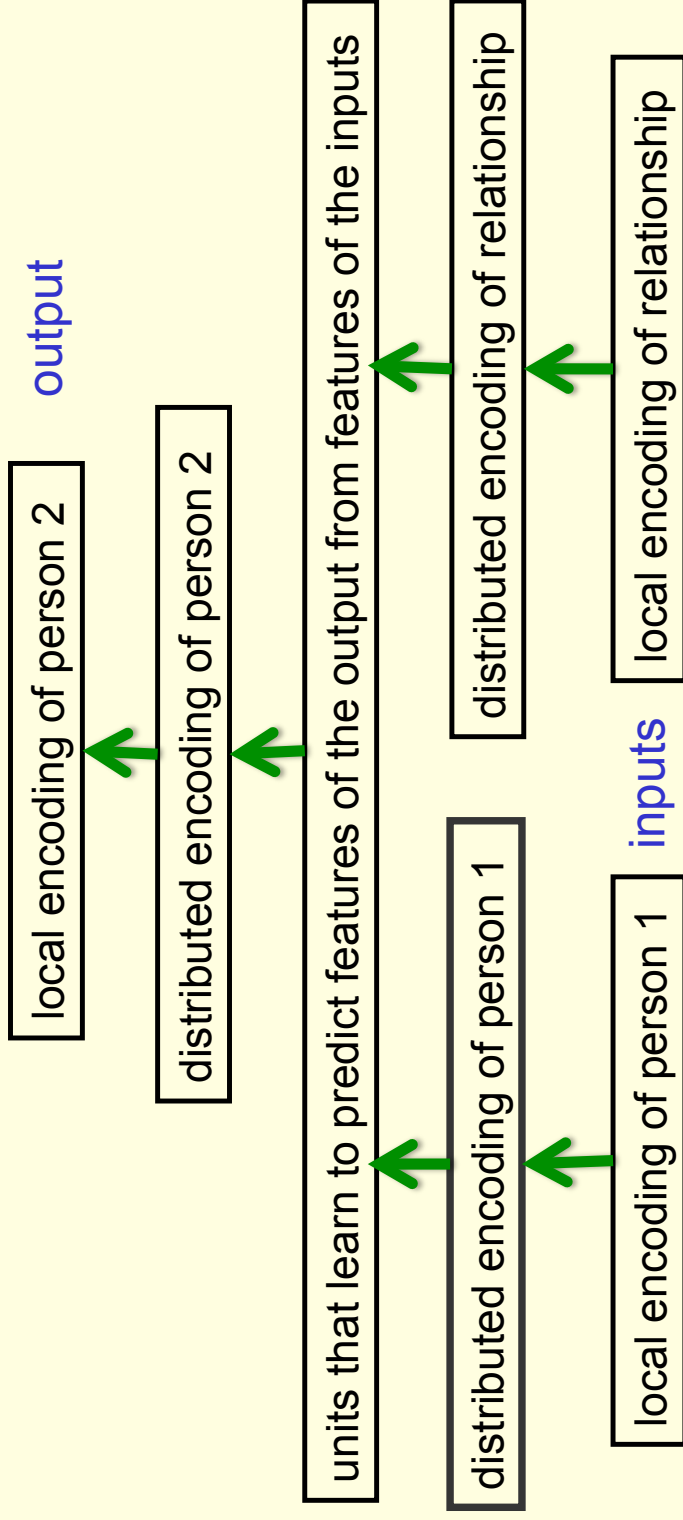 output
local encoding of person 2
distributed encoding of person 2
units that learn to predict features of the output from features of the inputs
distributed encoding of person 1
distributed encoding of relationship
local encoding of person 1
inputs
local encoding of relationship